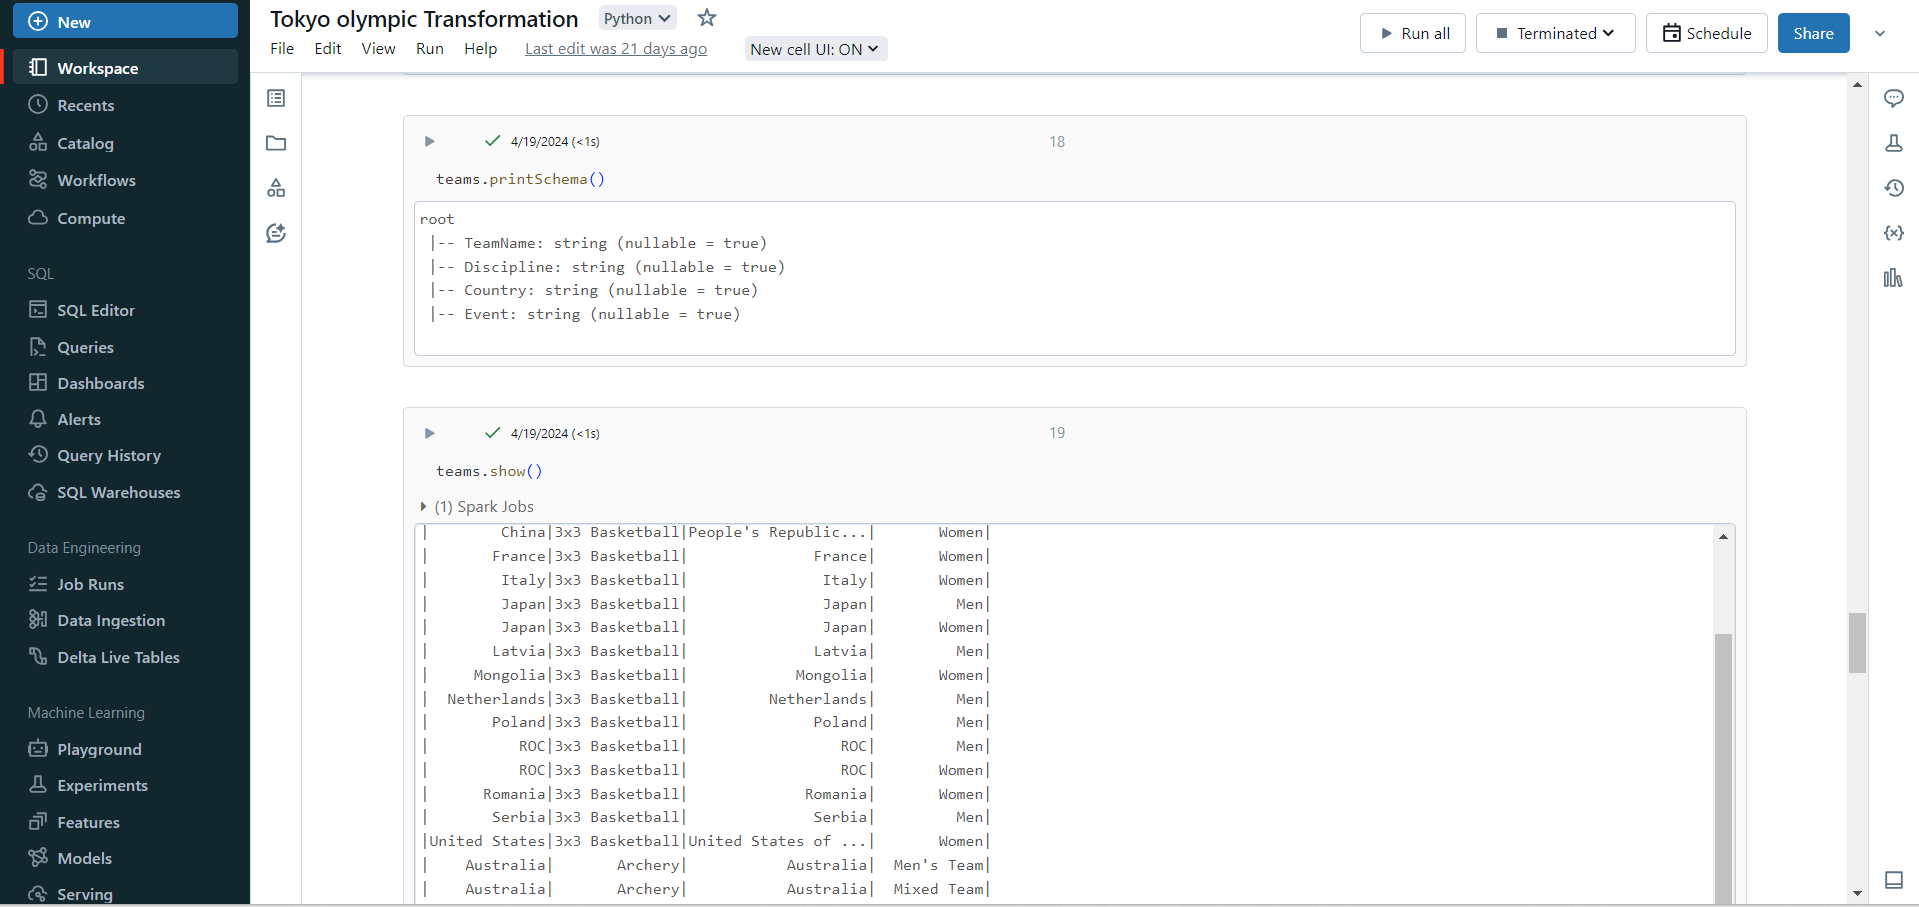 New
Workspace
Recents
Catalog
Workflows
Compute
SQL
SQL Editor
Queries
Dashboards
Alerts
Query History
SQL Warehouses
Data Engineering
Job Runs
Data Ingestion
Delta Live Tables
Machine Learning
Playground
Experiments
Features
Models
Serving
Tokyo olympic Transformation
Python
File Edit View Run Help Last edit was 21 days ago New cell UI: ON
Run all
Terminated
Schedule
Share
4/19/2024 (<1s)
18
teams.printSchema()
root
|-- TeamName: string (nullable = true)
|-- Discipline: string (nullable = true)
|-- Country: string (nullable = true)
|-- Event: string (nullable = true)
4/19/2024 (<1s)
19
teams.show()
(1) Spark Jobs
| China|3x3 Basketball|People's Republic...| Women|
| France|3x3 Basketball| France| Women|
| Italy|3x3 Basketball| Italy| Women|
| Japan|3x3 Basketball| Japan| Men|
| Japan|3x3 Basketball| Japan| Women|
| Latvia|3x3 Basketball| Latvia| Men|
| Mongolia|3x3 Basketball| Mongolia| Women|
| Netherlands|3x3 Basketball| Netherlands| Men|
| Poland|3x3 Basketball| Poland| Men|
| ROC|3x3 Basketball| ROC| Men|
| ROC|3x3 Basketball| ROC| Women|
| Romania|3x3 Basketball| Romania| Women|
| Serbia|3x3 Basketball| Serbia| Men|
|United States|3x3 Basketball|United States of ...| Women|
| Australia| Archery| Australia| Men's Team|
| Australia| Archery| Australia| Mixed Team|